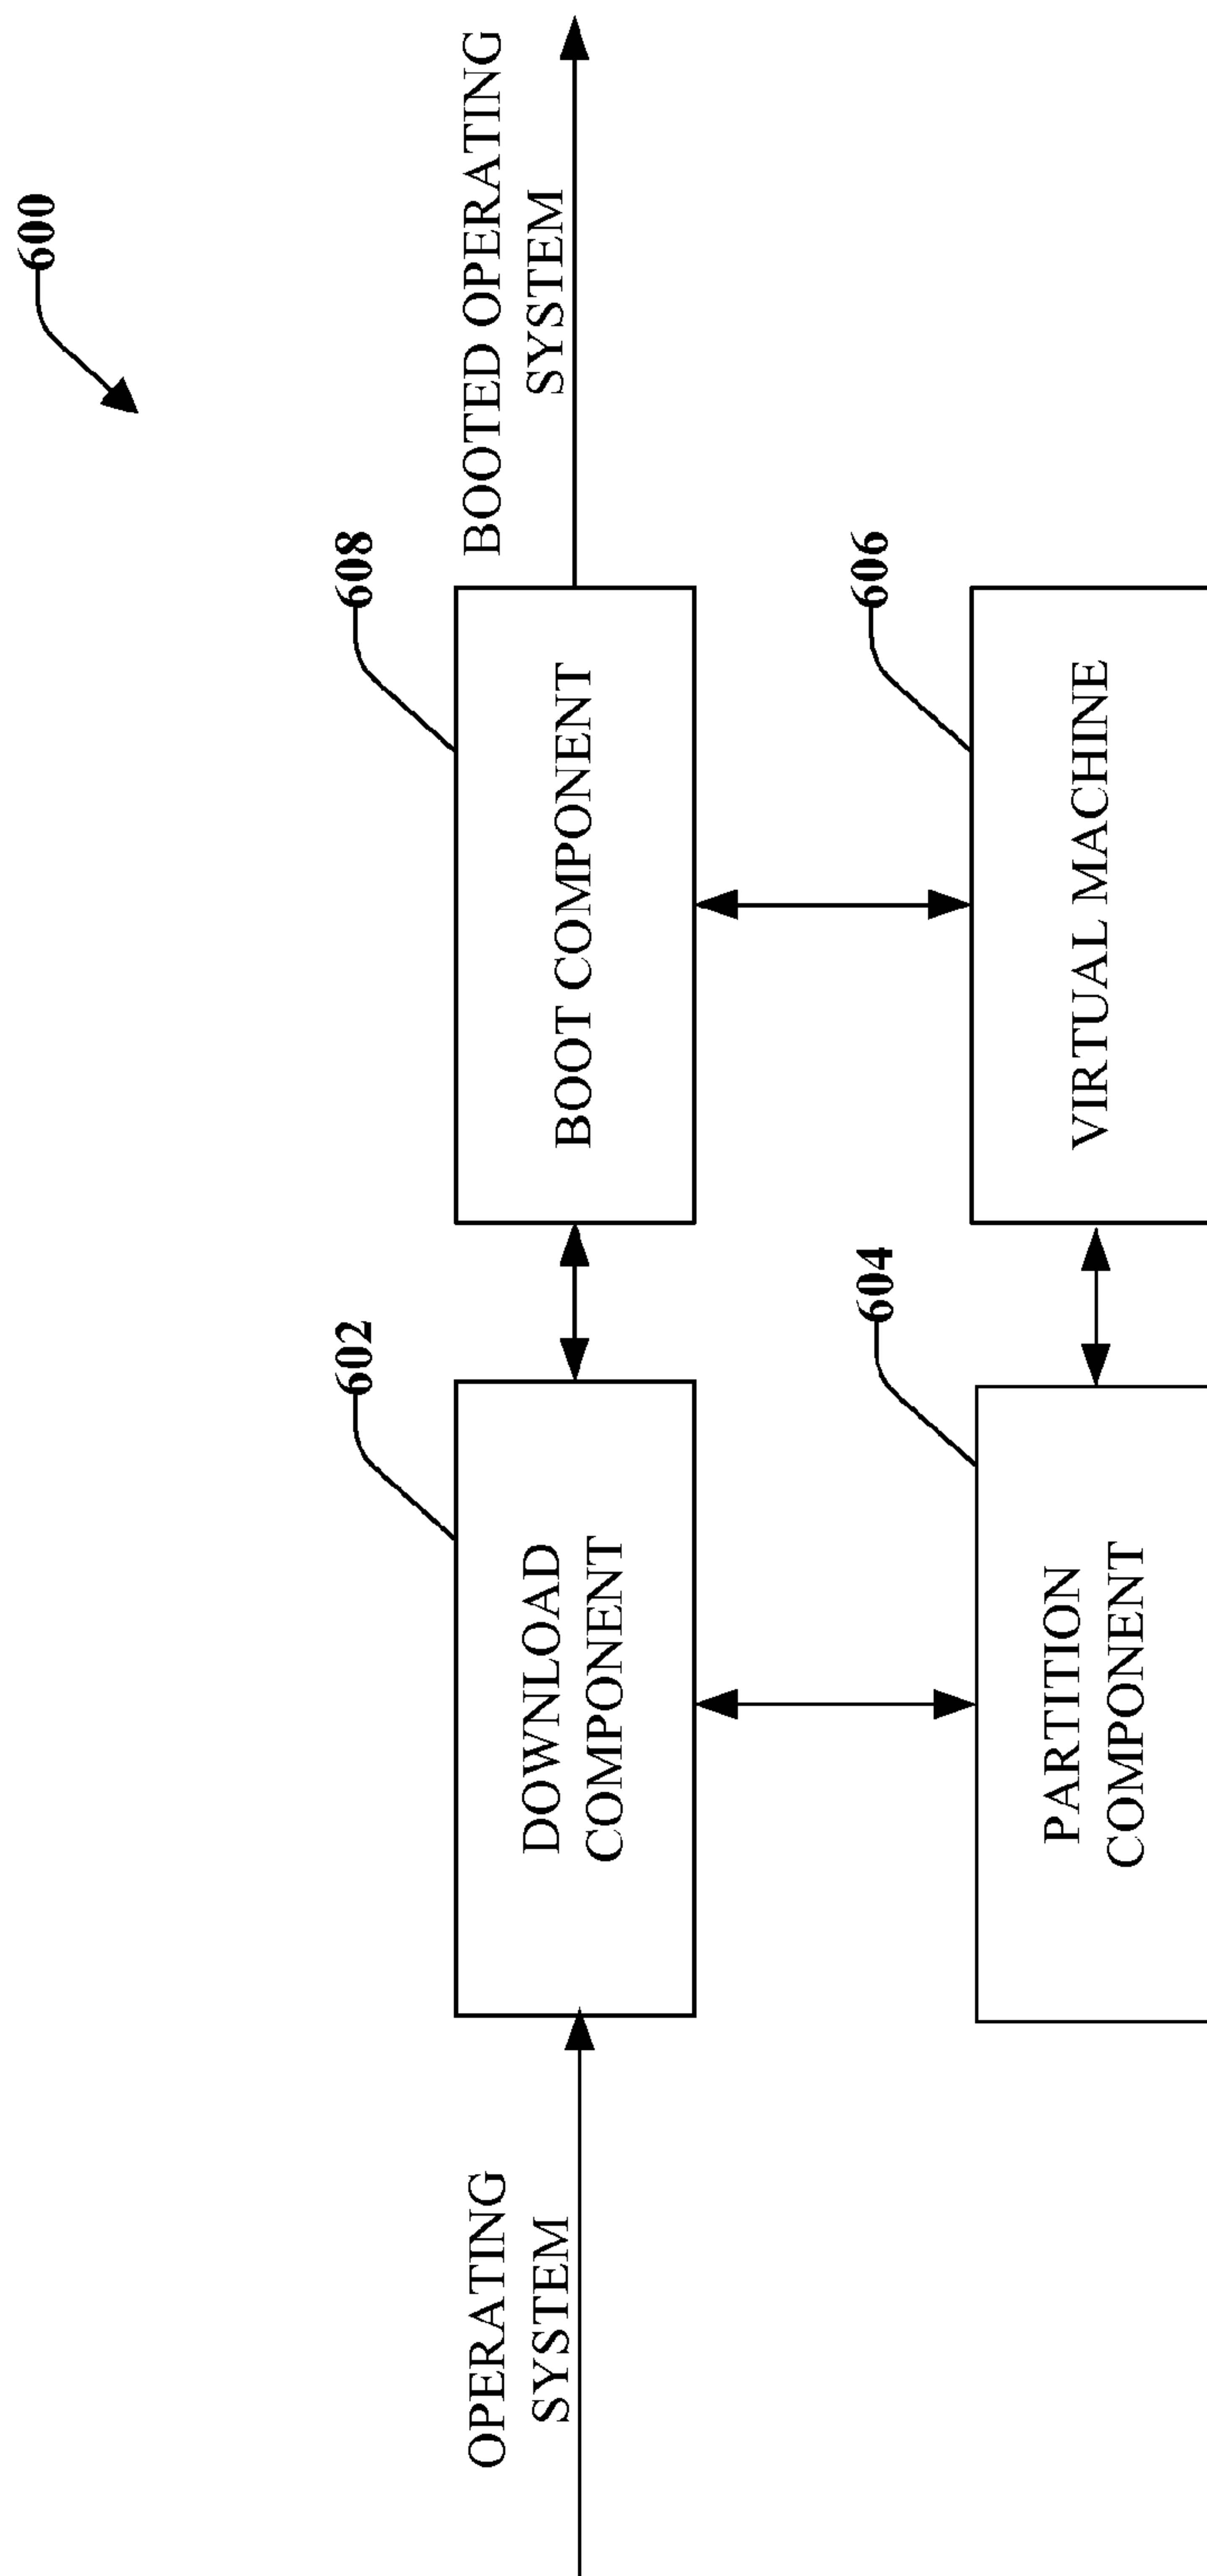 600
OPERATING
SYSTEM
602
DOWNLOAD
COMPONENT
608
BOOT COMPONENT
BOOTED OPERATING
SYSTEM
604
PARTITION
COMPONENT
606
VIRTUAL MACHINE